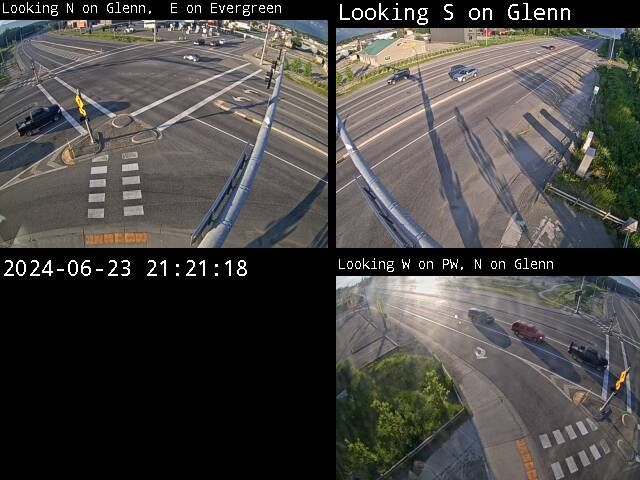 Looking N on Glenn,  E on Evergreen
Looking S on Glenn
2024-06-23 21:21:18
Looking W on PW, N on Glenn